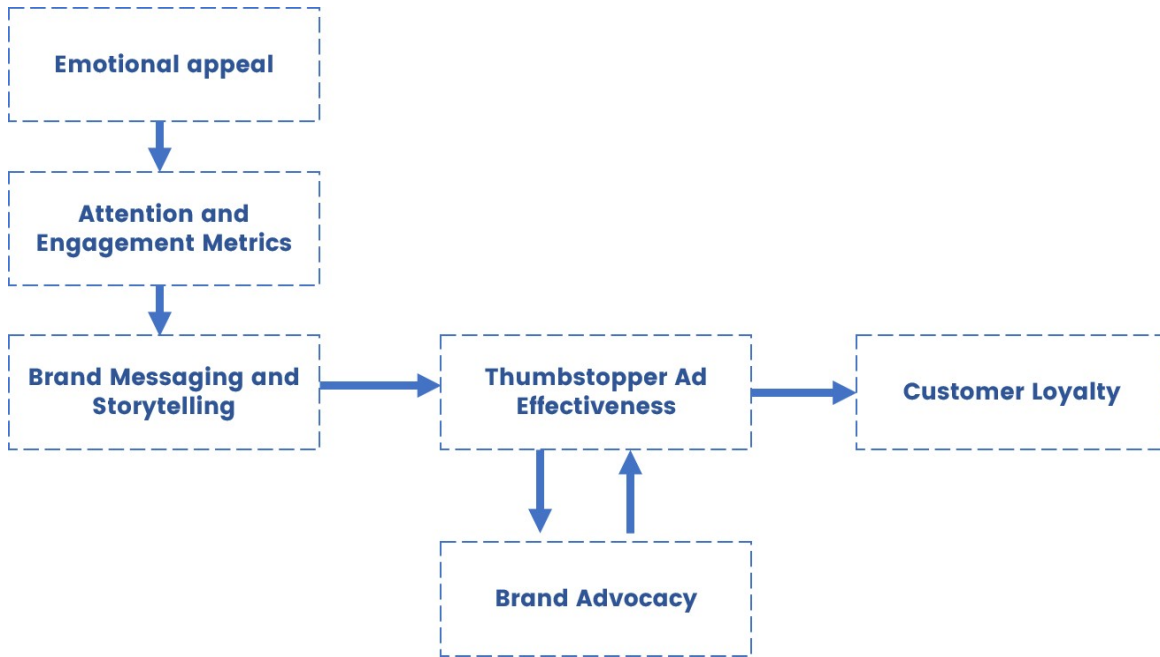 Emotional appeal
Attention and
Engagement Metrics
Brand Messaging and
Storytelling
Thumbstopper Ad
Effectiveness
Customer Loyalty
Brand Advocacy